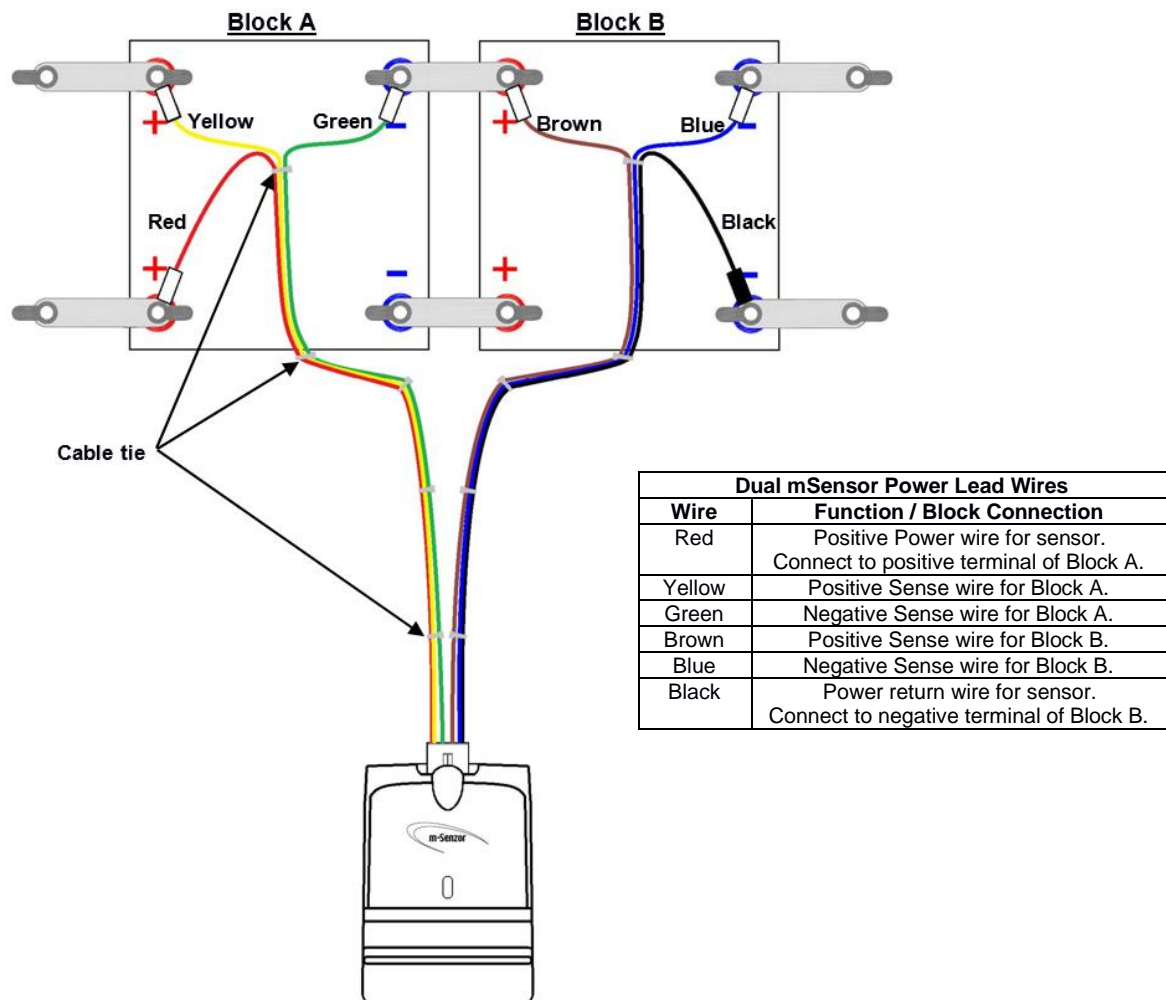 Block A
Block B
+ Yellow Green -
+ Brown Blue -
Red
Black
+ -
+ -
Cable tie
Dual mSensor Power Lead Wires
Wire Function / Block Connection
Red Positive Power wire for sensor.
Connect to positive terminal of Block A.
Yellow Positive Sense wire for Block A.
Green Negative Sense wire for Block A.
Brown Positive Sense wire for Block B.
Blue Negative Sense wire for Block B.
Black Power return wire for sensor.
Connect to negative terminal of Block B.
m-Senzor